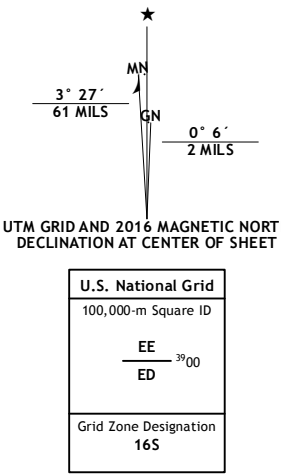 MN
GN
3° 27´
61 MILS
0° 6´
2 MILS
UTM GRID AND 2016 MAGNETIC NORT
DECLINATION AT CENTER OF SHEET
U.S. National Grid
100,000-m Square ID
EE
3900
ED
Grid Zone Designation
16S